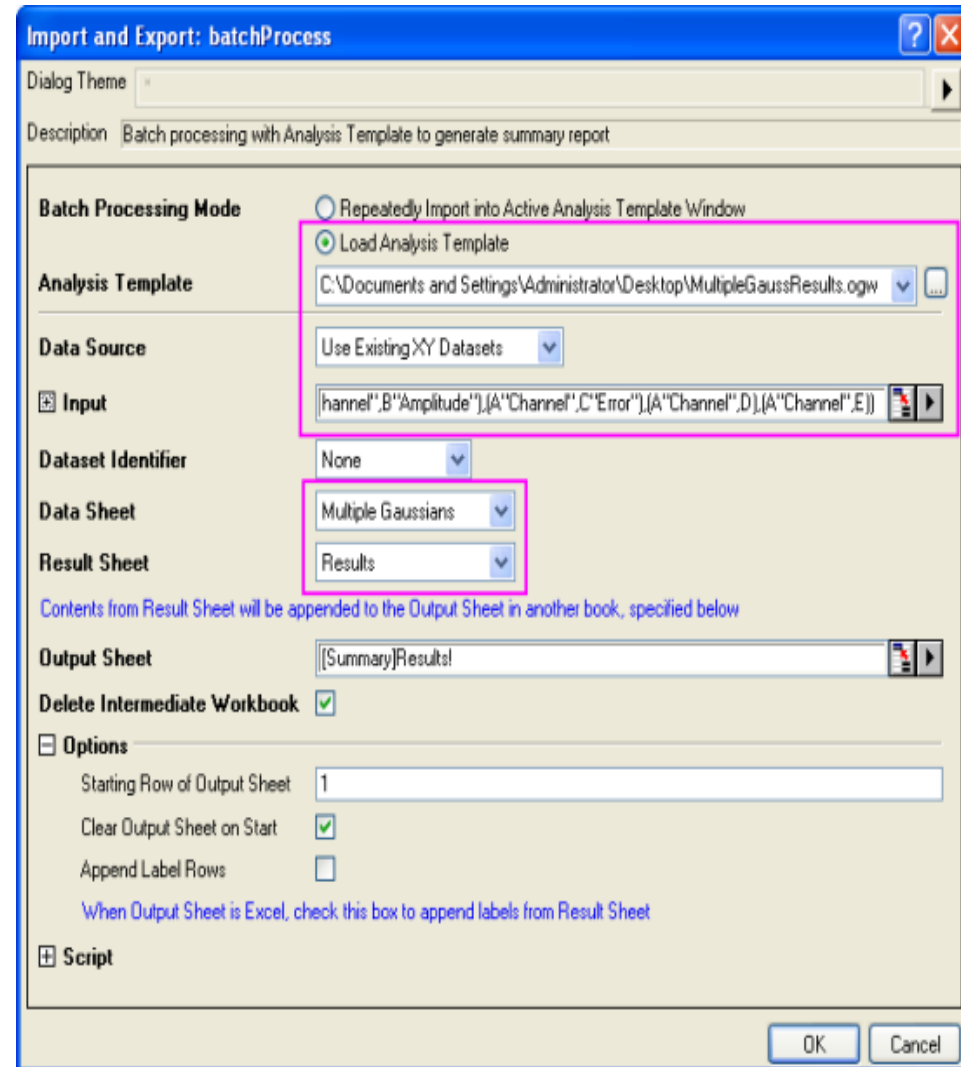 Import and Export: batchProcess
Dialog Theme *
Description Batch processing with Analysis Template to generate summary report
Batch Processing Mode Repeatedly Import into Active Analysis Template Window
Load Analysis Template
Analysis Template C:\Documents and Settings\Administrator\Desktop\MultipleGaussResults.ogw ...
Data Source Use Existing XY Datasets
Input hannel",B"Amplitude"),(A"Channel",C"Error"),(A"Channel",D),(A"Channel",E))
Dataset Identifier None
Data Sheet Multiple Gaussians
Result Sheet Results
Contents from Result Sheet will be appended to the Output Sheet in another book, specified below
Output Sheet [Summary]Results!
Delete Intermediate Workbook
Options
Starting Row of Output Sheet 1
Clear Output Sheet on Start
Append Label Rows
When Output Sheet is Excel, check this box to append labels from Result Sheet
Script
OK Cancel